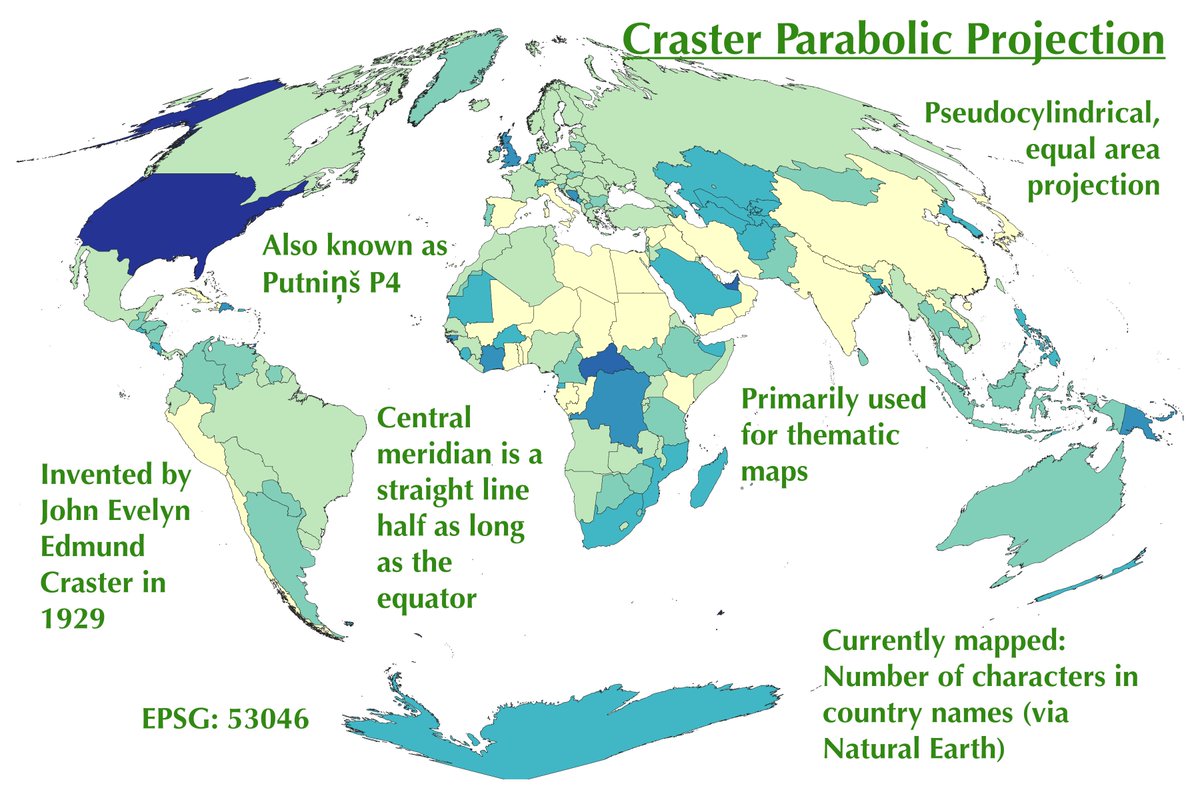 Craster Parabolic Projection
Pseudocylindrical,
equal area
projection
Also known as
Putniņš P4
Central
meridian is a
straight line
half as long
as the
equator
Primarily used
for thematic
maps
Invented by
John Evelyn
Edmund
Craster in
1929
Currently mapped:
Number of characters in
country names (via
Natural Earth)
EPSG: 53046